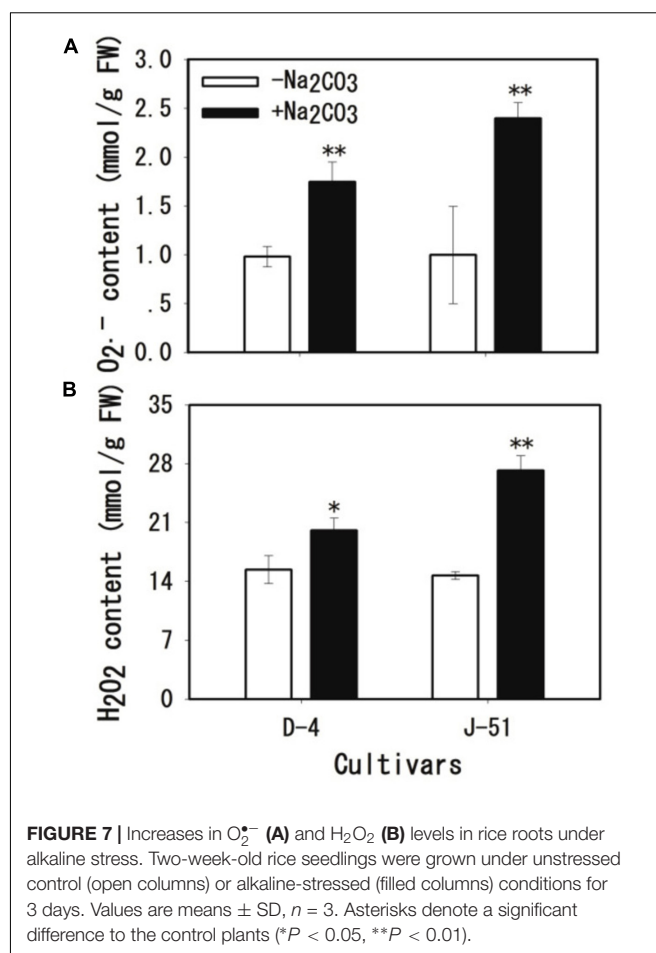 A
O2·− content (mmol/g FW)
3.0
2.5
2.0
1.5
1.0
.5
0.0
−Na2CO3
+Na2CO3
**
**
B
H2O2 content (mmol/g FW)
35
28
21
14
7
0
*
**
D-4 J-51
Cultivars
FIGURE 7 | Increases in O2•− (A) and H2O2 (B) levels in rice roots under
alkaline stress. Two-week-old rice seedlings were grown under unstressed
control (open columns) or alkaline-stressed (filled columns) conditions for
3 days. Values are means ± SD, n = 3. Asterisks denote a significant
difference to the control plants (*P < 0.05, **P < 0.01).